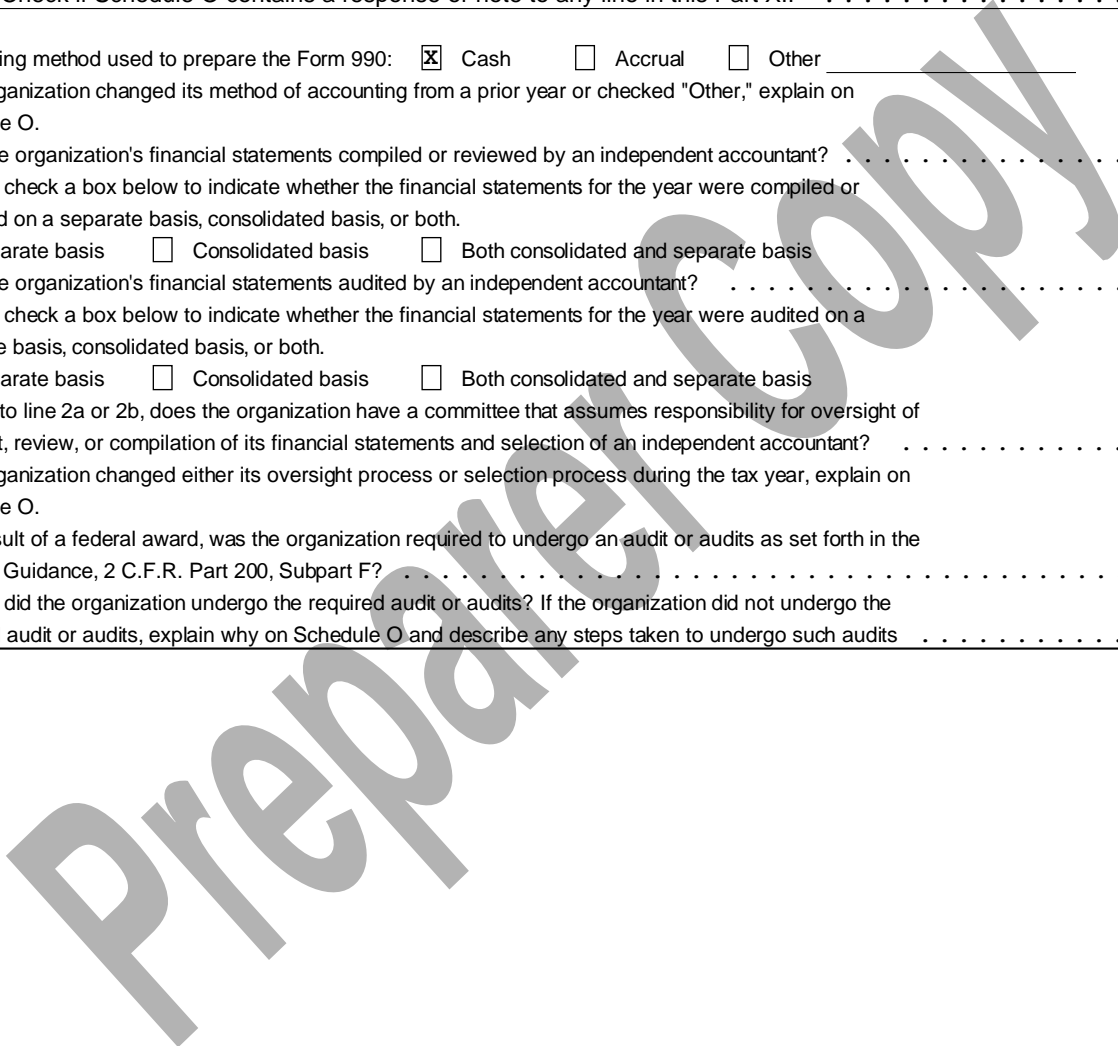 Check if Schedule O contains a response or note to any line in this Part XII . . . . . . . . . . . . . . . .
ing method used to prepare the Form 990: X Cash Accrual Other
ganization changed its method of accounting from a prior year or checked "Other," explain on
e O.
e organization's financial statements compiled or reviewed by an independent accountant? . . . . . . . . . . . . . . .
check a box below to indicate whether the financial statements for the year were compiled or
d on a separate basis, consolidated basis, or both.
arate basis Consolidated basis Both consolidated and separate basis
e organization's financial statements audited by an independent accountant? . . . . . . . . . . . . . . . . . . . . .
check a box below to indicate whether the financial statements for the year were audited on a
e basis, consolidated basis, or both.
arate basis Consolidated basis Both consolidated and separate basis
to line 2a or 2b, does the organization have a committee that assumes responsibility for oversight of
t, review, or compilation of its financial statements and selection of an independent accountant? . . . . . . . . . . . .
ganization changed either its oversight process or selection process during the tax year, explain on
e O.
sult of a federal award, was the organization required to undergo an audit or audits as set forth in the
Guidance, 2 C.F.R. Part 200, Subpart F? . . . . . . . . . . . . . . . . . . . . . . . . . . . . . . . . . . . . .
did the organization undergo the required audit or audits? If the organization did not undergo the
audit or audits, explain why on Schedule O and describe any steps taken to undergo such audits . . . . . . . . . . .
Preparer Copy